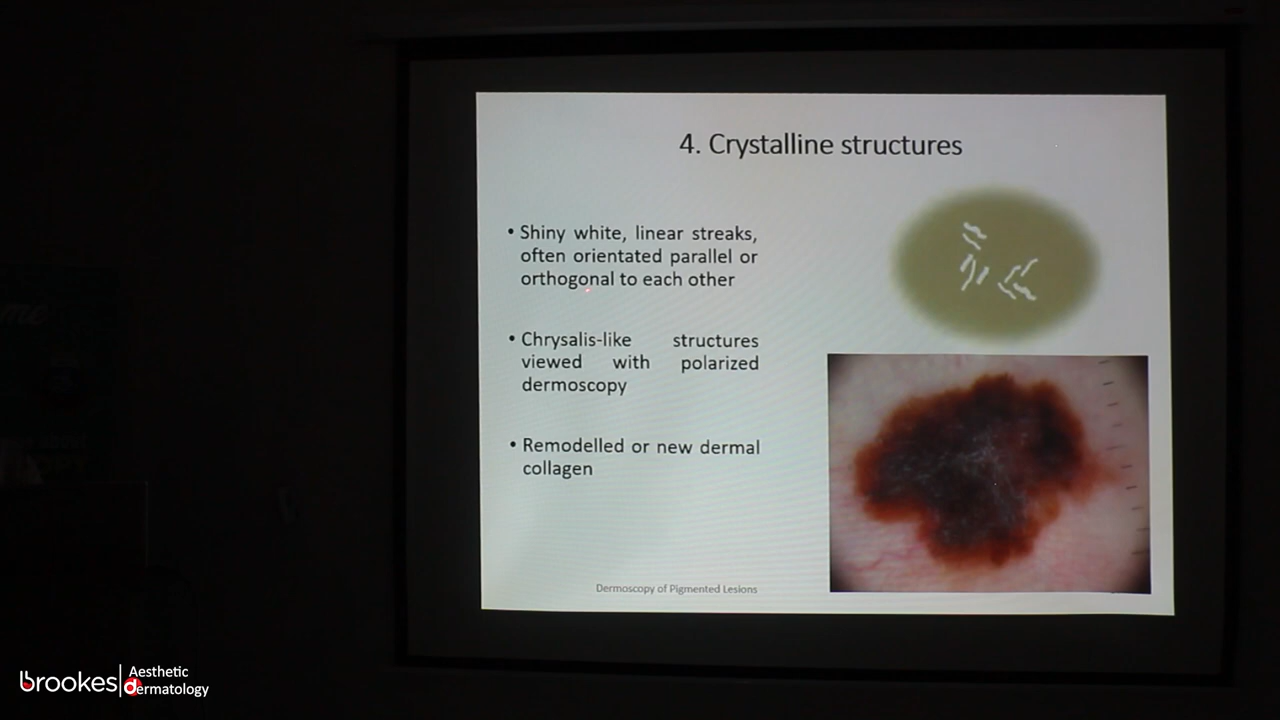 4. Crystalline structures
• Shiny white, linear streaks,
often orientated parallel or
orthogonal to each other
• Chrysalis-like structures
viewed with polarized
dermoscopy
• Remodelled or new dermal
collagen
Dermoscopy of Pigmented Lesions
brookes
Aesthetic
dermatology